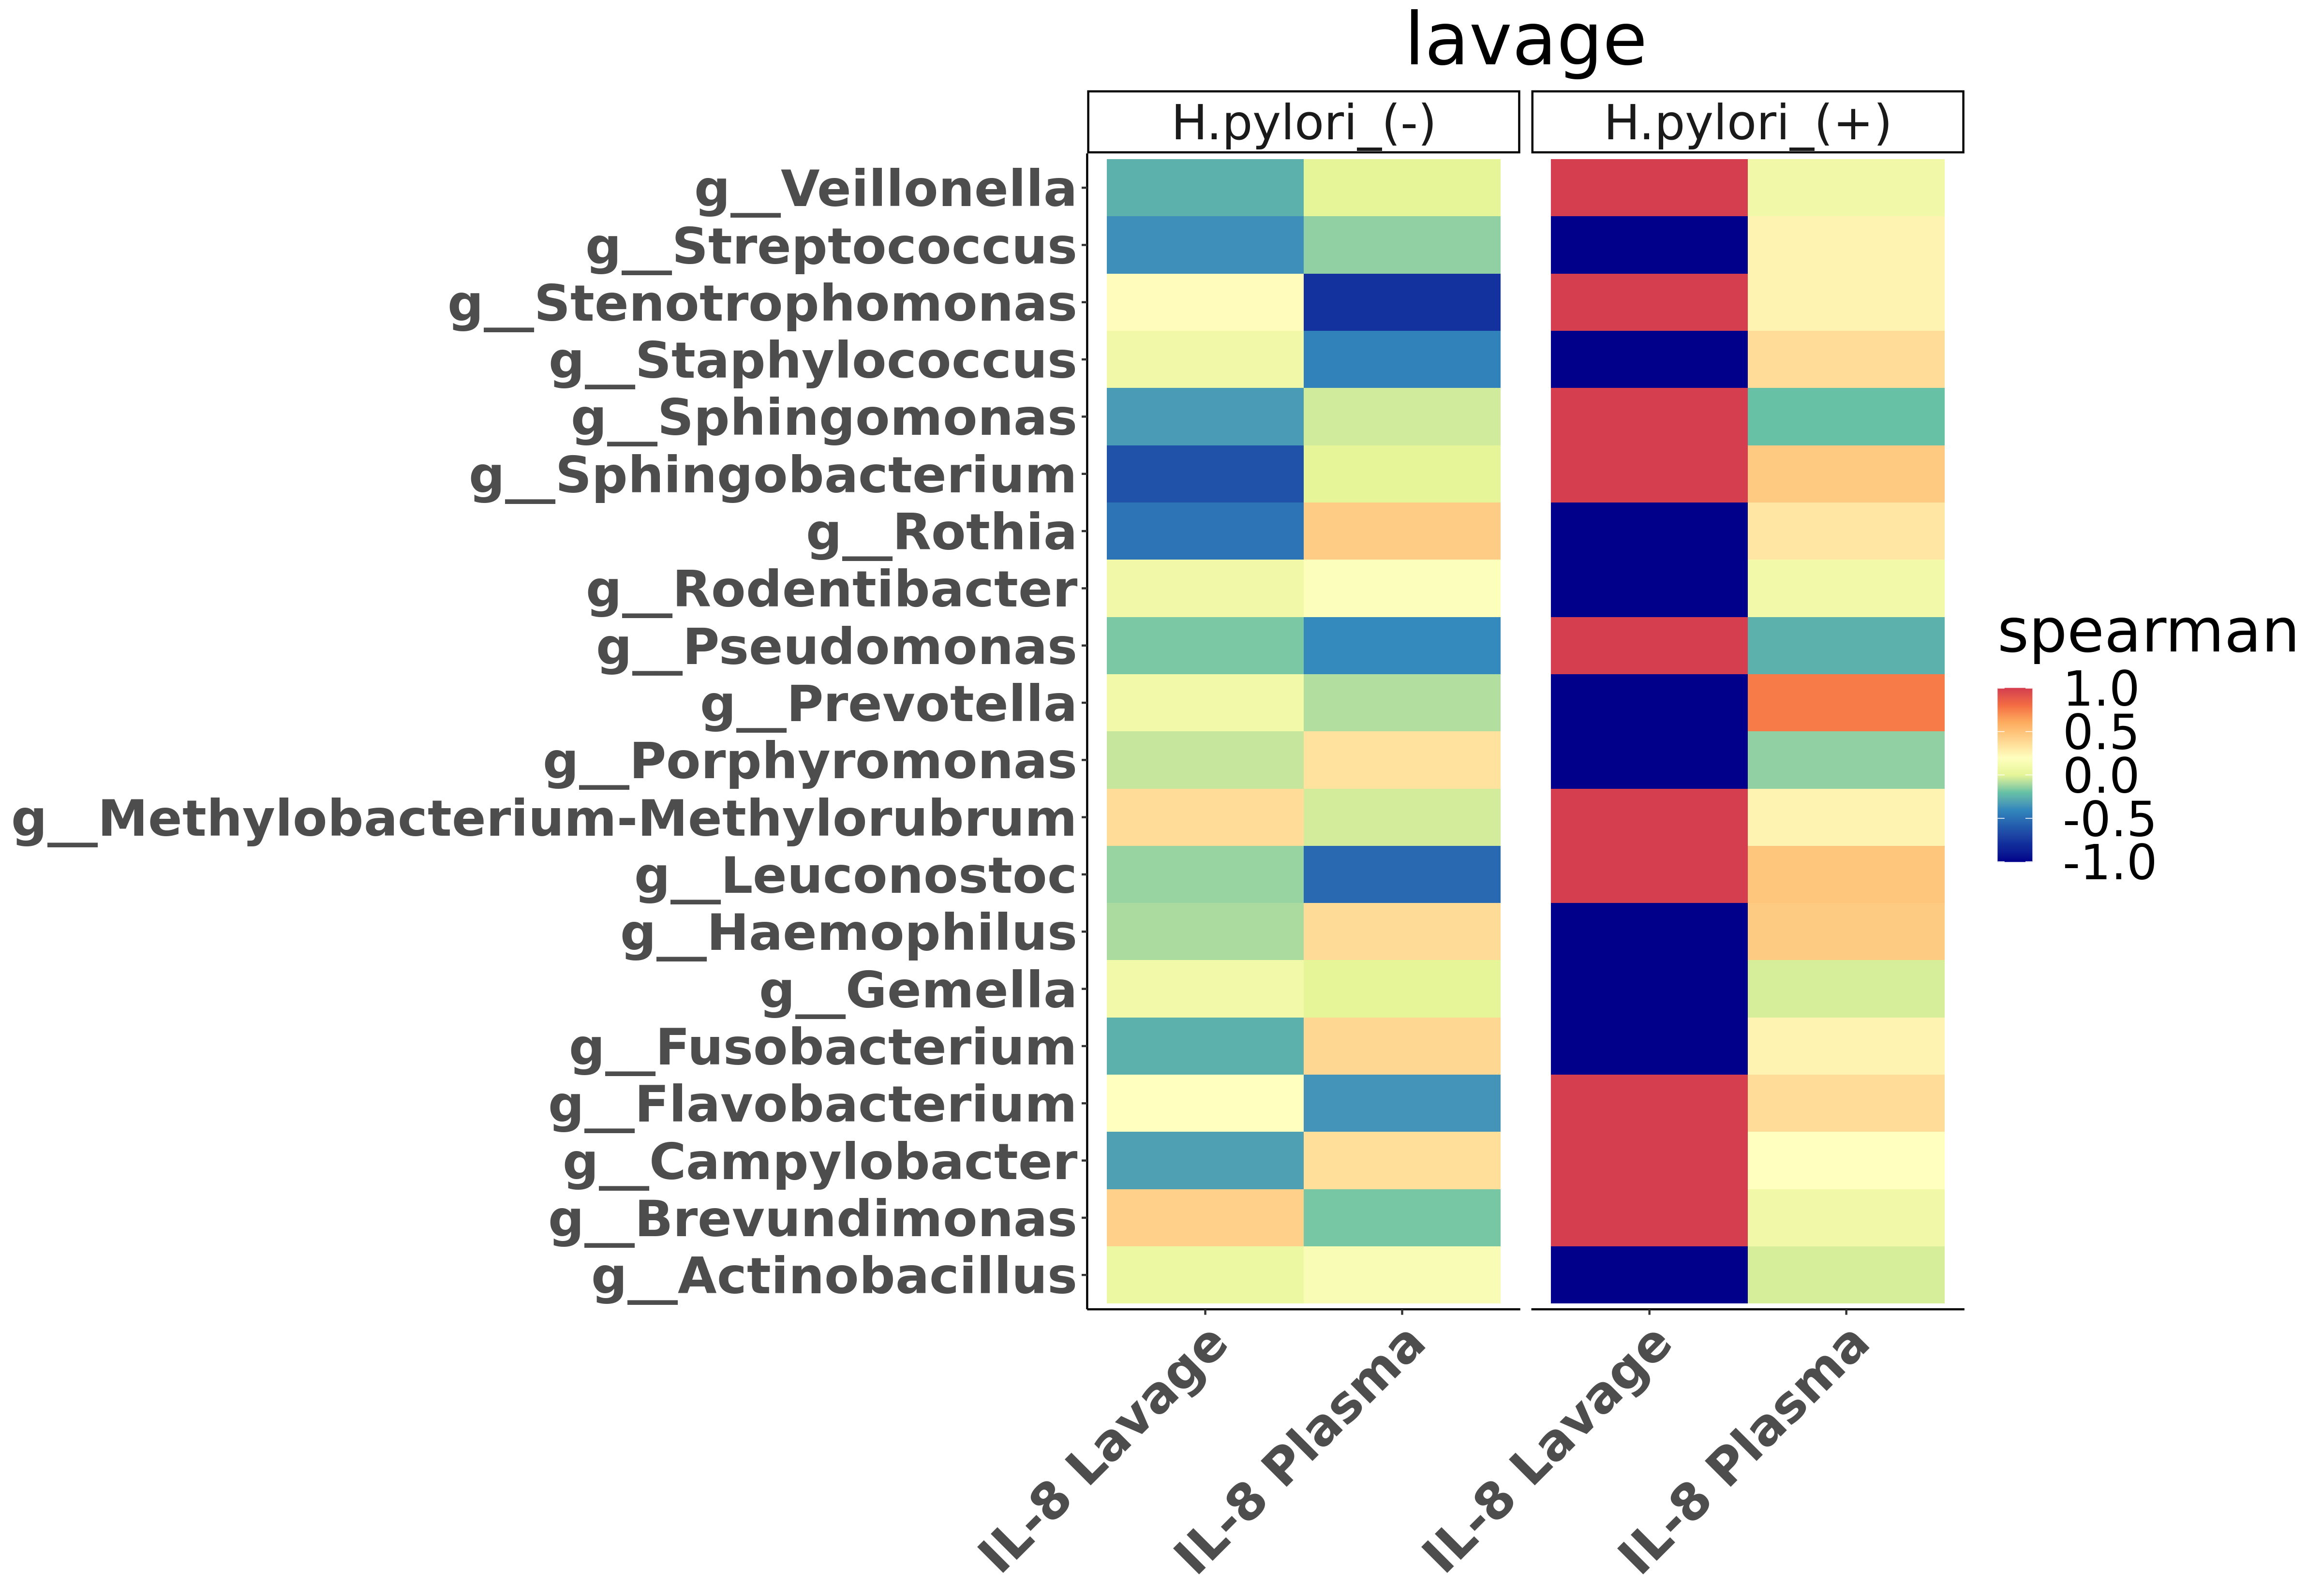 lavage
H.pylori_(-)
H.pylori_(+)
g__Veillonella
g__Streptococcus
g__Stenotrophomonas
g__Staphylococcus
g__Sphingomonas
g__Sphingobacterium
g__Rothia
g__Rodentibacter
g__Pseudomonas
g__Prevotella
g__Porphyromonas
g__Methylobacterium-Methylorubrum
g__Leuconostoc
g__Haemophilus
g__Gemella
g__Fusobacterium
g__Flavobacterium
g__Campylobacter
g__Brevundimonas
g__Actinobacillus
IL-8 Lavage
IL-8 Plasma
IL-8 Lavage
IL-8 Plasma
spearman
1.0
0.5
0.0
-0.5
-1.0